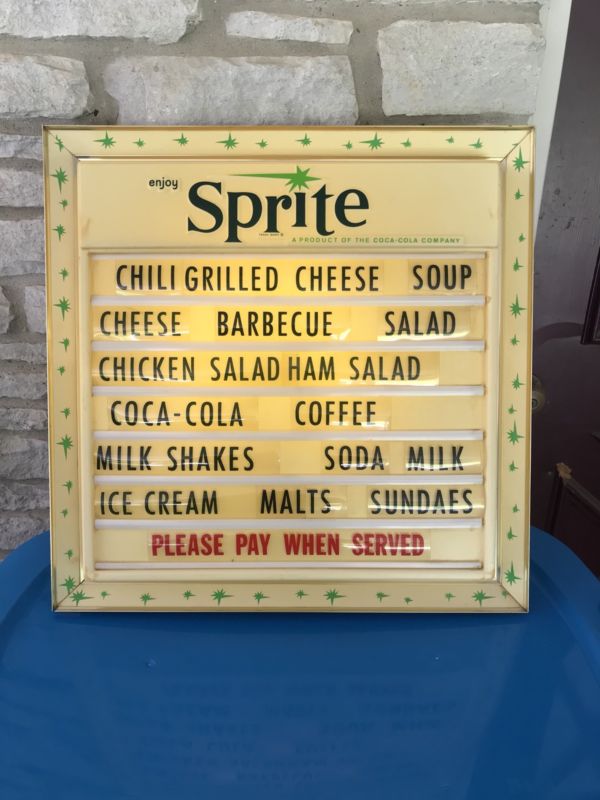 enjoy
Sprite
A PRODUCT OF THE COCA-COLA COMPANY
CHILI GRILLED CHEESE SOUP
CHEESE BARBECUE SALAD
CHICKEN SALAD HAM SALAD
COCA-COLA COFFEE
MILK SHAKES SODA MILK
ICE CREAM MALTS SUNDAES
PLEASE PAY WHEN SERVED